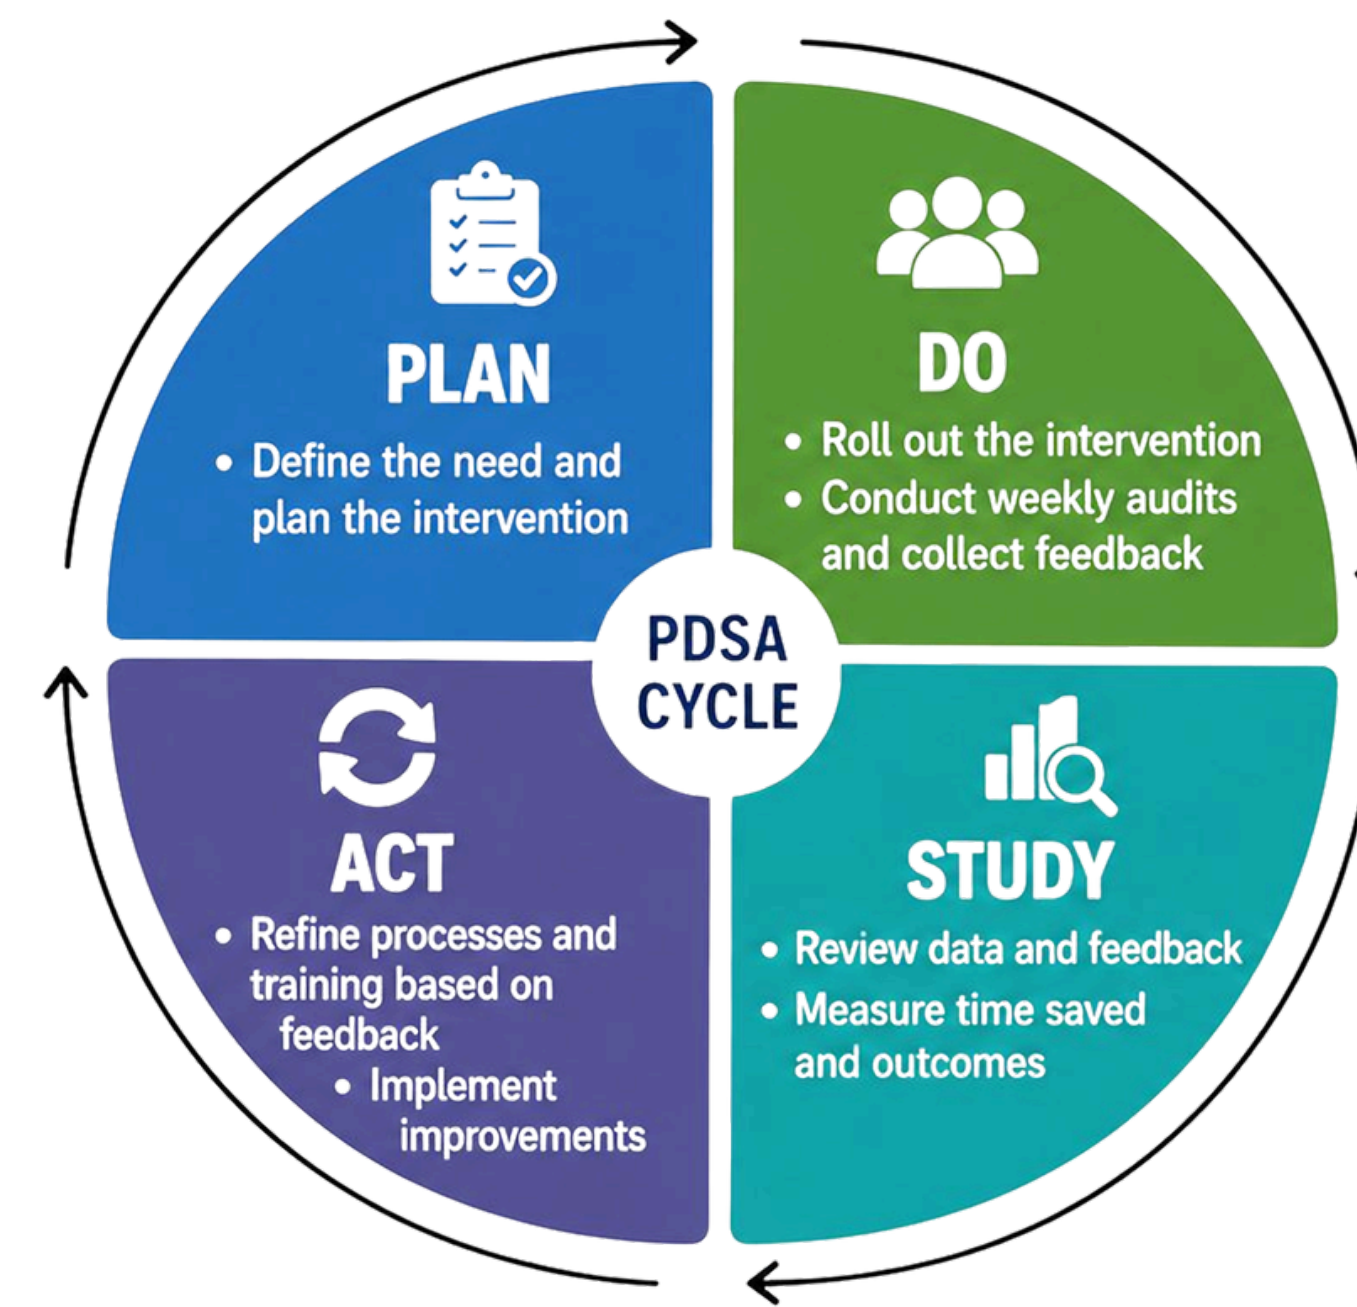 PLAN
• Define the need and
plan the intervention
DO
• Roll out the intervention
• Conduct weekly audits
and collect feedback
PDSA
CYCLE
STUDY
• Review data and feedback
• Measure time saved
and outcomes
ACT
• Refine processes and
training based on
feedback
• Implement
improvements